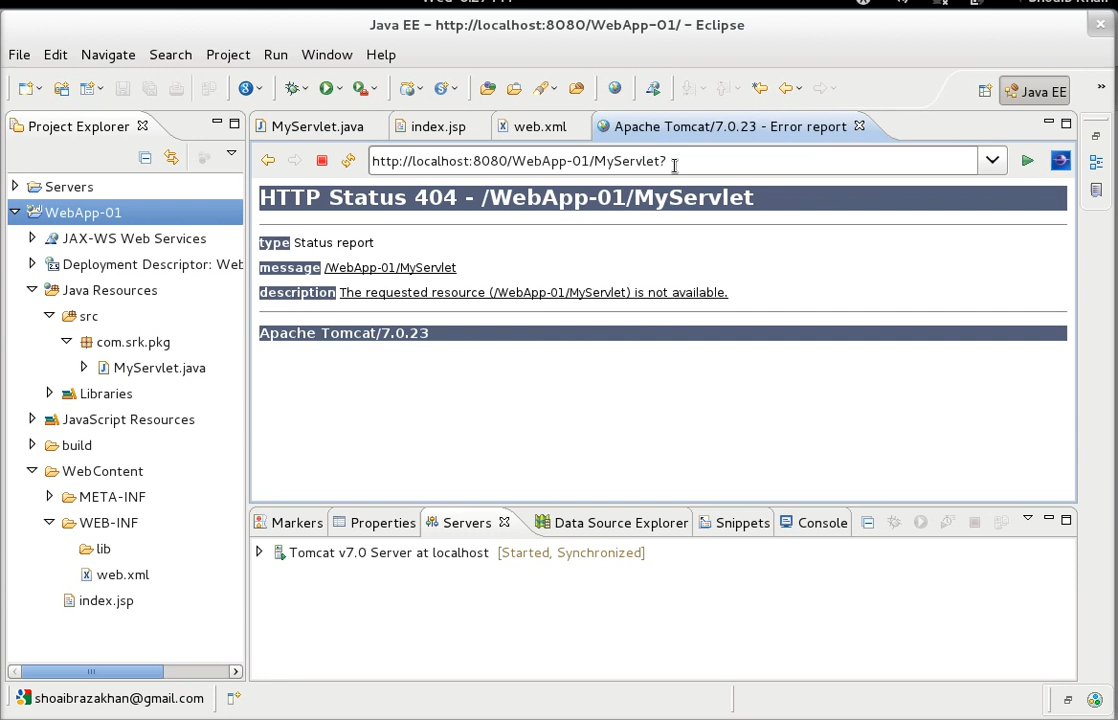 Java EE - http://localhost:8080/WebApp-01/ - Eclipse
File Edit Navigate Search Project Run Window Help
Java EE
Project Explorer
MyServlet.java index.jsp web.xml Apache Tomcat/7.0.23 - Error report
http://localhost:8080/WebApp-01/MyServlet?
Servers
WebApp-01
JAX-WS Web Services
Deployment Descriptor: Web
Java Resources
src
com.srk.pkg
MyServlet.java
Libraries
JavaScript Resources
build
WebContent
META-INF
WEB-INF
lib
web.xml
index.jsp
HTTP Status 404 - /WebApp-01/MyServlet
type Status report
message /WebApp-01/MyServlet
description The requested resource (/WebApp-01/MyServlet) is not available.
Apache Tomcat/7.0.23
Markers Properties Servers Data Source Explorer Snippets Console
Tomcat v7.0 Server at localhost [Started, Synchronized]
shoaibrazakhan@gmail.com